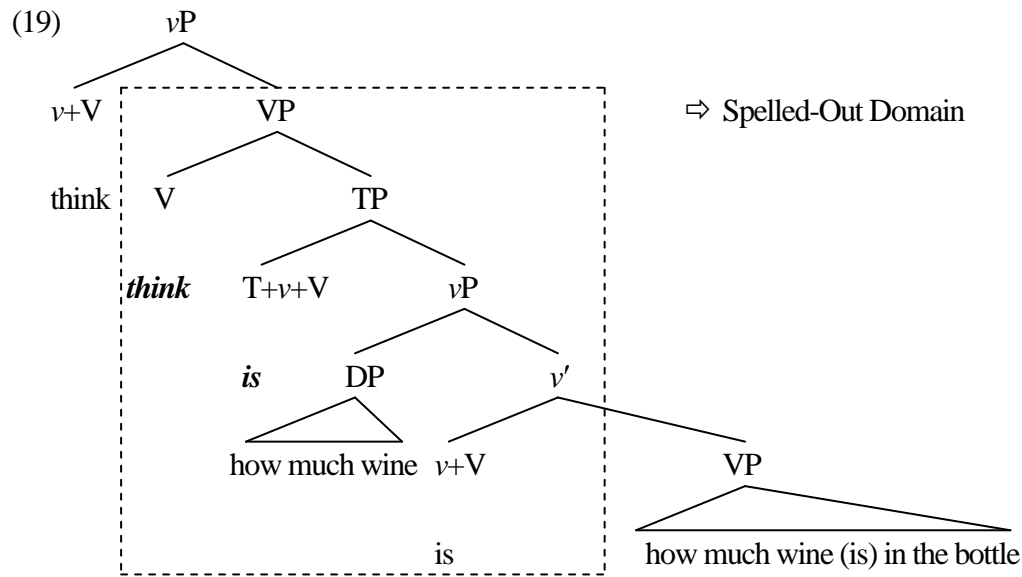 (19) vP
v+V VP ⇨ Spelled-Out Domain
think V TP
think T+v+V vP
is DP v′
how much wine v+V VP
is how much wine (is) in the bottle